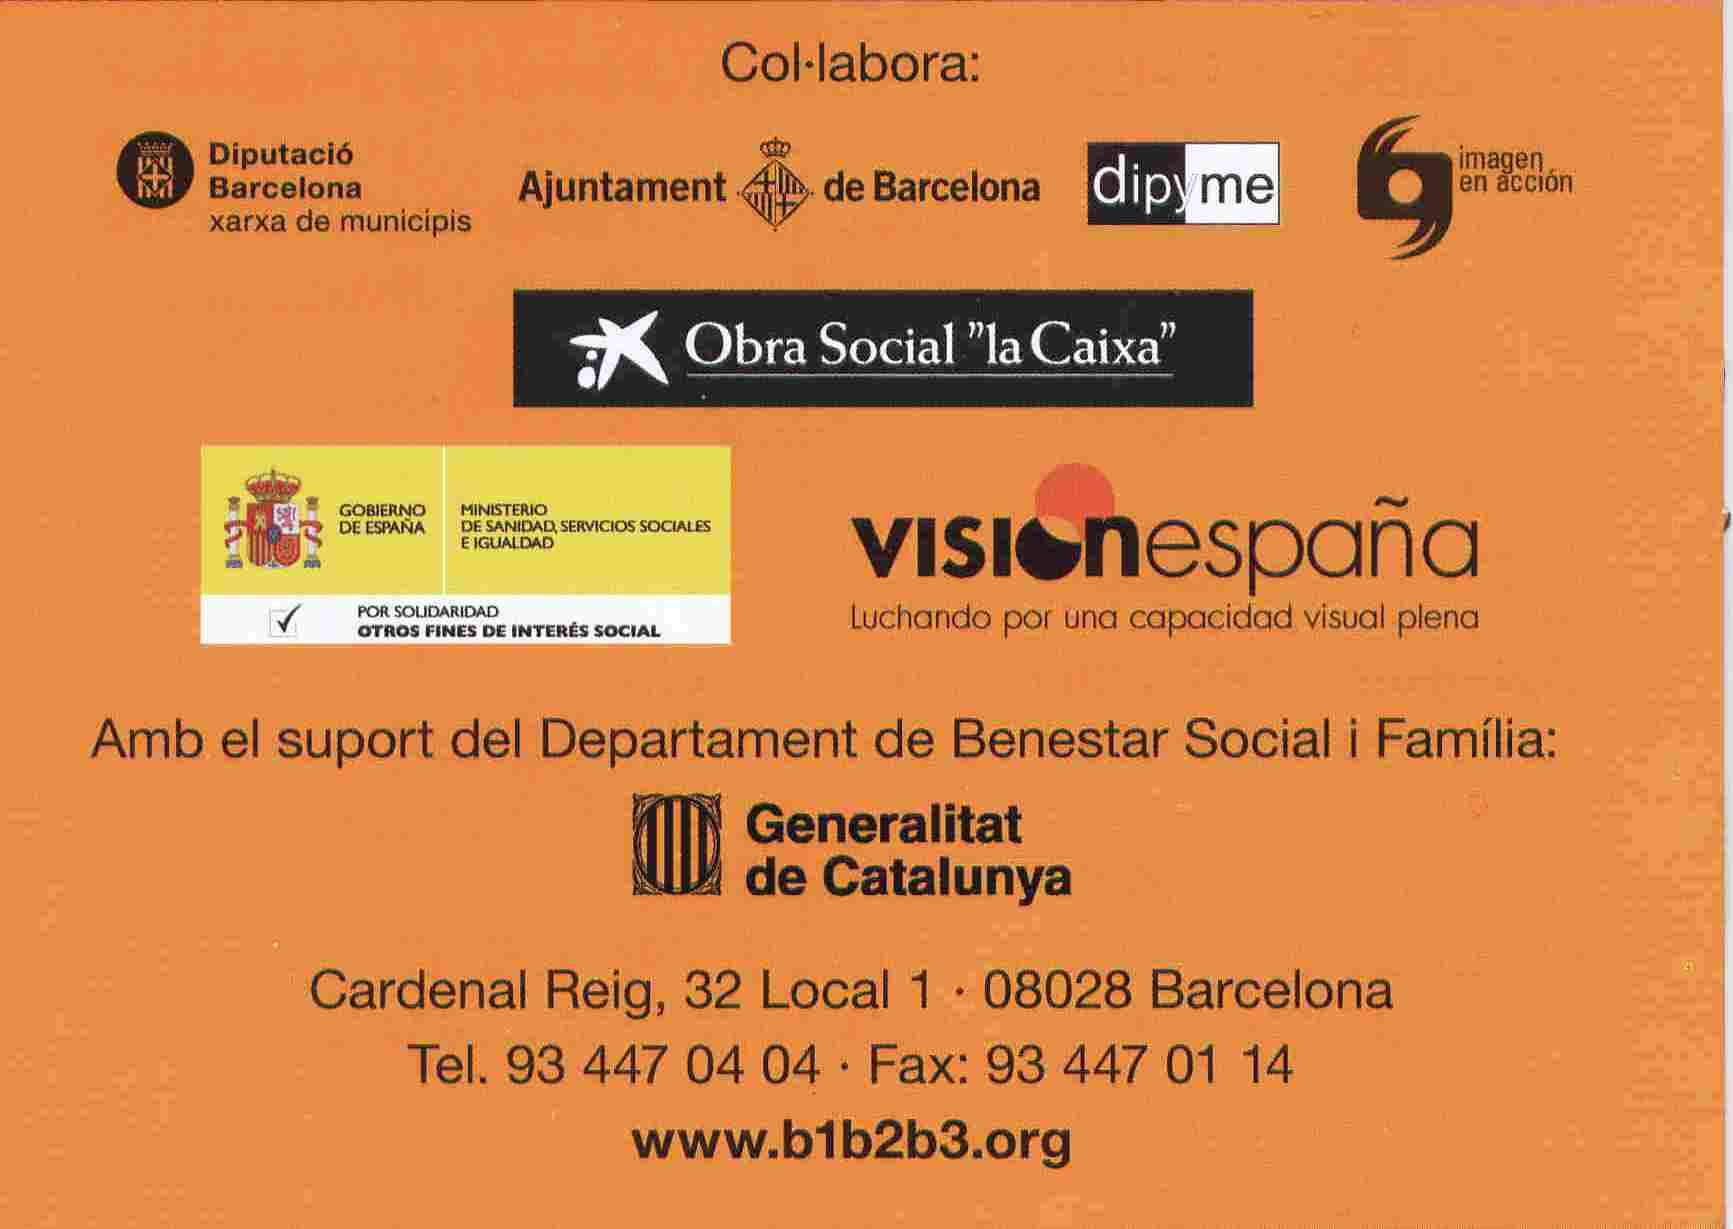 Col·labora:
Diputació
Barcelona
xarxa de municipis
Ajuntament de Barcelona
dipyme
imagen
en acción
Obra Social "la Caixa"
GOBIERNO
DE ESPAÑA
MINISTERIO
DE SANIDAD, SERVICIOS SOCIALES
E IGUALDAD
POR SOLIDARIDAD
OTROS FINES DE INTERÉS SOCIAL
visiónespaña
Luchando por una capacidad visual plena
Amb el suport del Departament de Benestar Social i Família:
Generalitat
de Catalunya
Cardenal Reig, 32 Local 1 · 08028 Barcelona
Tel. 93 447 04 04 · Fax: 93 447 01 14
www.b1b2b3.org